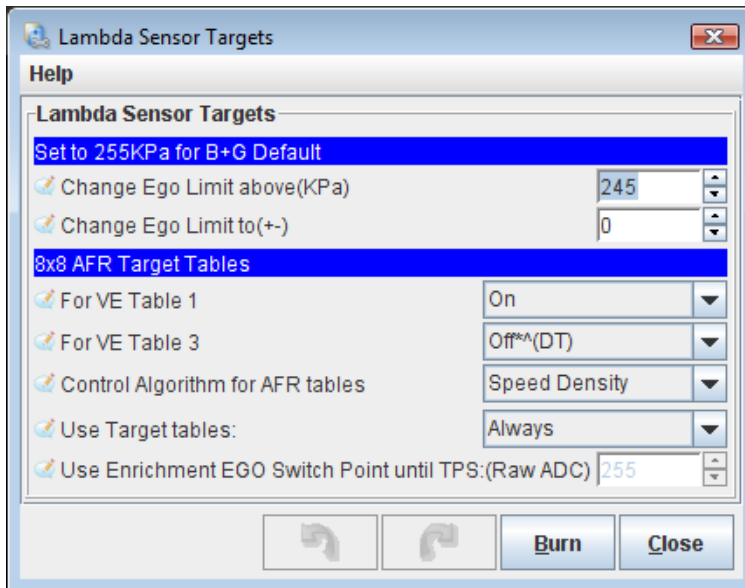 Lambda Sensor Targets
Help
Lambda Sensor Targets
Set to 255KPa for B+G Default
Change Ego Limit above(KPa) 245
Change Ego Limit to(+-) 0
8x8 AFR Target Tables
For VE Table 1 On
For VE Table 3 Off*^(DT)
Control Algorithm for AFR tables Speed Density
Use Target tables: Always
Use Enrichment EGO Switch Point until TPS:(Raw ADC) 255
Burn Close